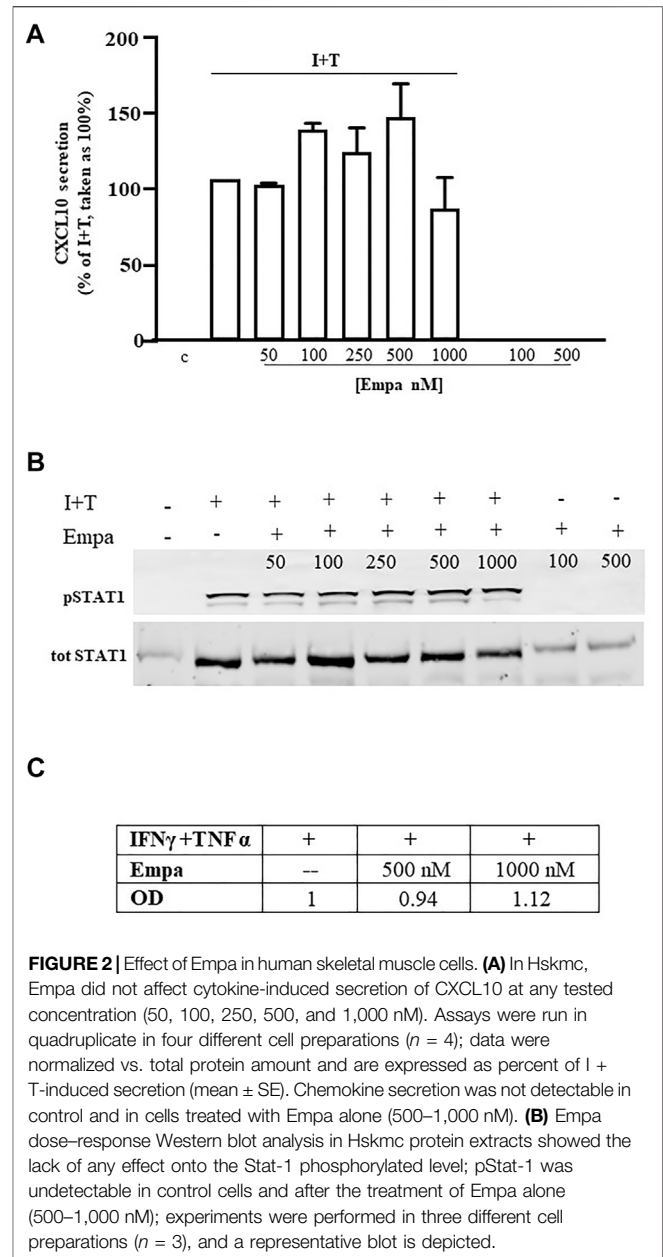 A
200
I+T
150
100
50
0
CXCL10 secretion
(% of I+T, taken as 100%)
c 50 100 250 500 1000 100 500
[Empa nM]
B
I+T - + + + + + + - -
Empa - - + + + + + + +
50 100 250 500 1000 100 500
pSTAT1
tot STAT1
C
IFNγ+TNFα + + +
Empa -- 500 nM 1000 nM
OD 1 0.94 1.12
FIGURE 2 | Effect of Empa in human skeletal muscle cells. (A) In Hskmc,
Empa did not affect cytokine-induced secretion of CXCL10 at any tested
concentration (50, 100, 250, 500, and 1,000 nM). Assays were run in
quadruplicate in four different cell preparations (n = 4); data were
normalized vs. total protein amount and are expressed as percent of I +
T-induced secretion (mean ± SE). Chemokine secretion was not detectable in
control and in cells treated with Empa alone (500–1,000 nM). (B) Empa
dose–response Western blot analysis in Hskmc protein extracts showed the
lack of any effect onto the Stat-1 phosphorylated level; pStat-1 was
undetectable in control cells and after the treatment of Empa alone
(500–1,000 nM); experiments were performed in three different cell
preparations (n = 3), and a representative blot is depicted.